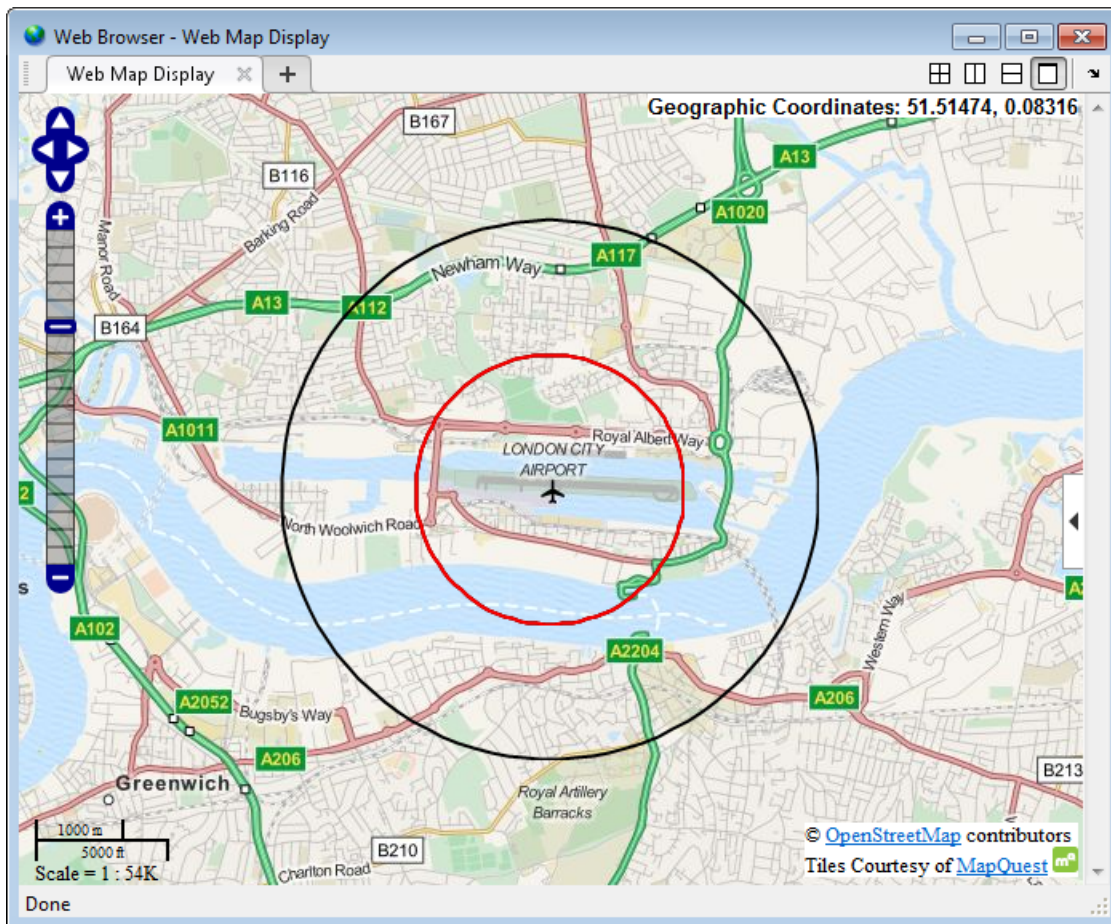 Web Browser - Web Map Display
Web Map Display
Geographic Coordinates: 51.51474, 0.08316
B167
A13
B116
A1020
Manor Road
Barking Road
A117
Newham Way
A13
A112
B164
A1011
Royal Albert Way
LONDON CITY
AIRPORT
2
North Woolwich Road
s
A102
A2204
Western Way
A2052
A206
Bugsby's Way
A206
Greenwich
B213
Royal Artillery
Barracks
1000 m
5000 ft
B210
Scale = 1 : 54K
Charlton Road
© OpenStreetMap contributors
Tiles Courtesy of MapQuest
Done